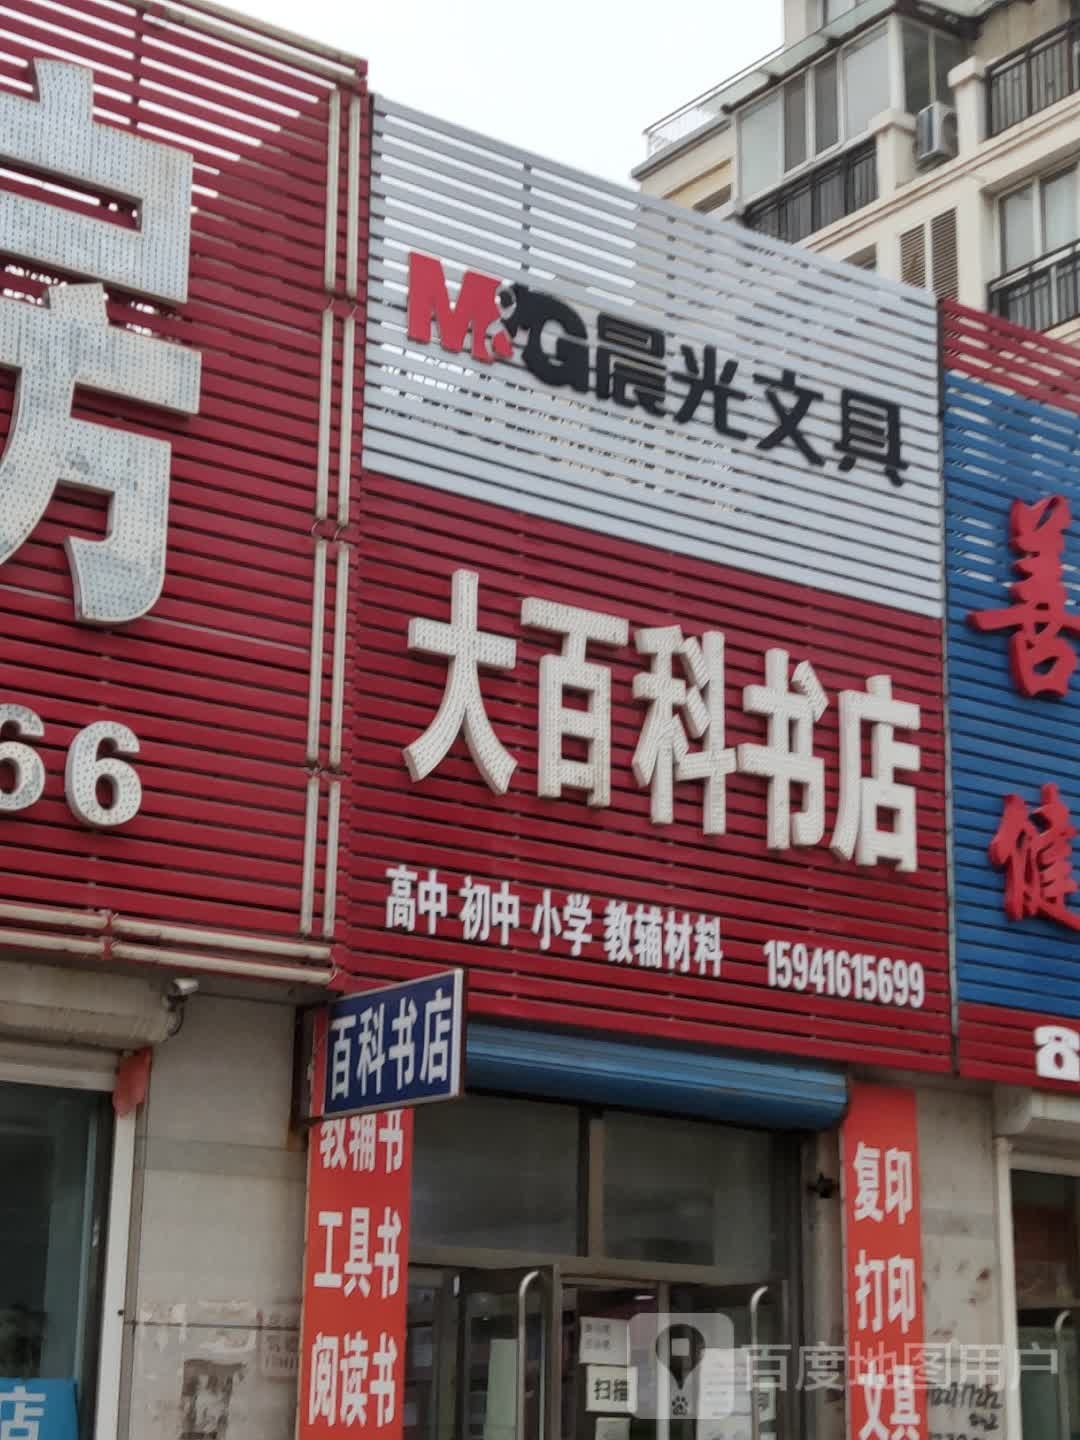 房
66
M&G晨光文具
大百科书店
高中 初中 小学 教辅材料 15941615699
百科书店
教辅书
工具书
阅读书
复印
打印
文具
扫描
善
健
店
百度地图用户